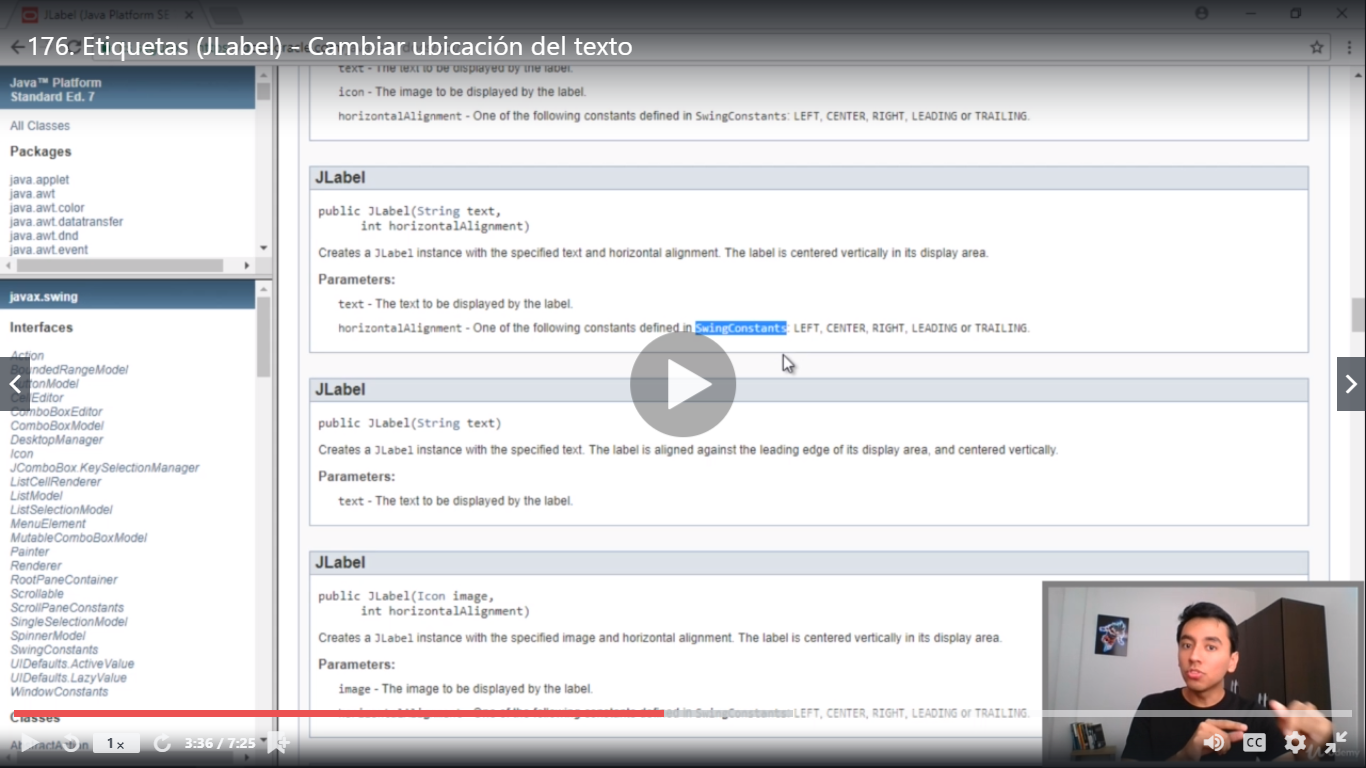 JLabel (Java Platform SE
176. Etiquetas (JLabel) – Cambiar ubicación del texto
Java™ Platform
Standard Ed. 7
All Classes
Packages
java.applet
java.awt
java.awt.color
java.awt.datatransfer
java.awt.dnd
java.awt.event
javax.swing
Interfaces
Action
BoundedRangeModel
ButtonModel
CellEditor
ComboBoxEditor
ComboBoxModel
DesktopManager
Icon
JComboBox.KeySelectionManager
ListCellRenderer
ListModel
ListSelectionModel
MenuElement
MutableComboBoxModel
Painter
Renderer
RootPaneContainer
Scrollable
ScrollPaneConstants
SingleSelectionModel
SpinnerModel
SwingConstants
UIDefaults.ActiveValue
UIDefaults.LazyValue
WindowConstants
Classes
AbstractAction
text - The text to be displayed by the label.
icon - The image to be displayed by the label.
horizontalAlignment - One of the following constants defined in SwingConstants: LEFT, CENTER, RIGHT, LEADING or TRAILING.
JLabel
public JLabel(String text,
int horizontalAlignment)
Creates a JLabel instance with the specified text and horizontal alignment. The label is centered vertically in its display area.
Parameters:
text - The text to be displayed by the label.
horizontalAlignment - One of the following constants defined in SwingConstants: LEFT, CENTER, RIGHT, LEADING or TRAILING.
JLabel
public JLabel(String text)
Creates a JLabel instance with the specified text. The label is aligned against the leading edge of its display area, and centered vertically.
Parameters:
text - The text to be displayed by the label.
JLabel
public JLabel(Icon image,
int horizontalAlignment)
Creates a JLabel instance with the specified image and horizontal alignment. The label is centered vertically in its display area.
Parameters:
image - The image to be displayed by the label.
horizontalAlignment - One of the following constants defined in SwingConstants: LEFT, CENTER, RIGHT, LEADING or TRAILING.
1x
3:36 / 7:25
CC
Udemy